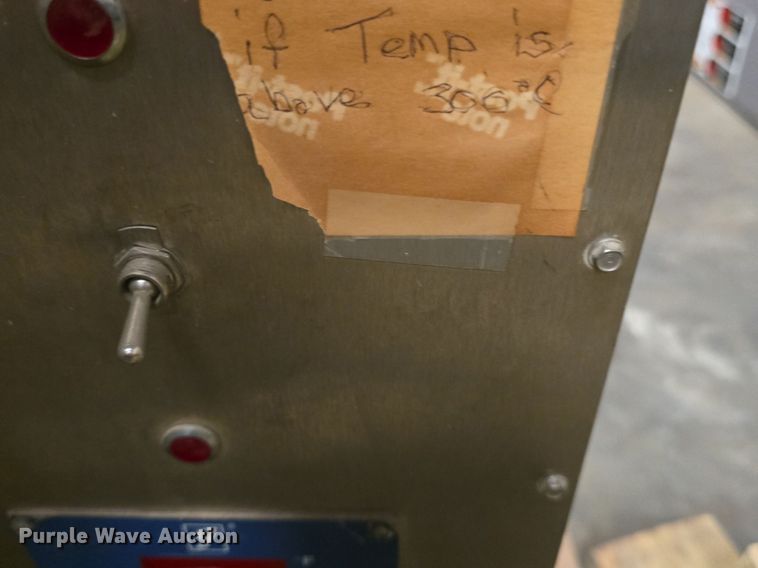 if Temp is
above 300°F
Purple Wave Auction